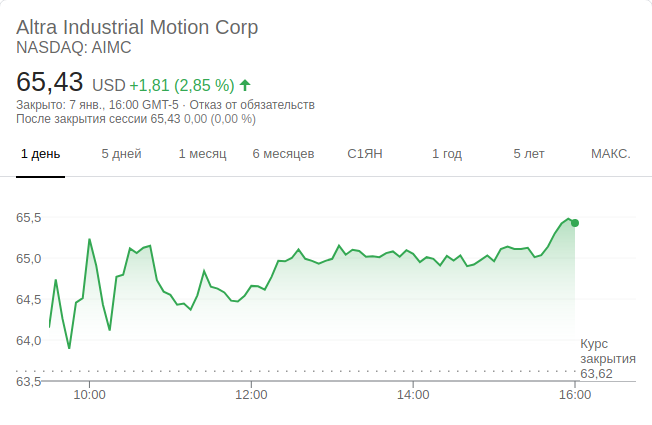 Altra Industrial Motion Corp
NASDAQ: AIMC
65,43 USD +1,81 (2,85 %)
Закрыто: 7 янв., 16:00 GMT-5 · Отказ от обязательств
После закрытия сессии 65,43 0,00 (0,00 %)
1 день 5 дней 1 месяц 6 месяцев С1ЯН 1 год 5 лет МАКС.
65,5
65,0
64,5
64,0
Курс
закрытия
63,62
63,5
10:00 12:00 14:00 16:00